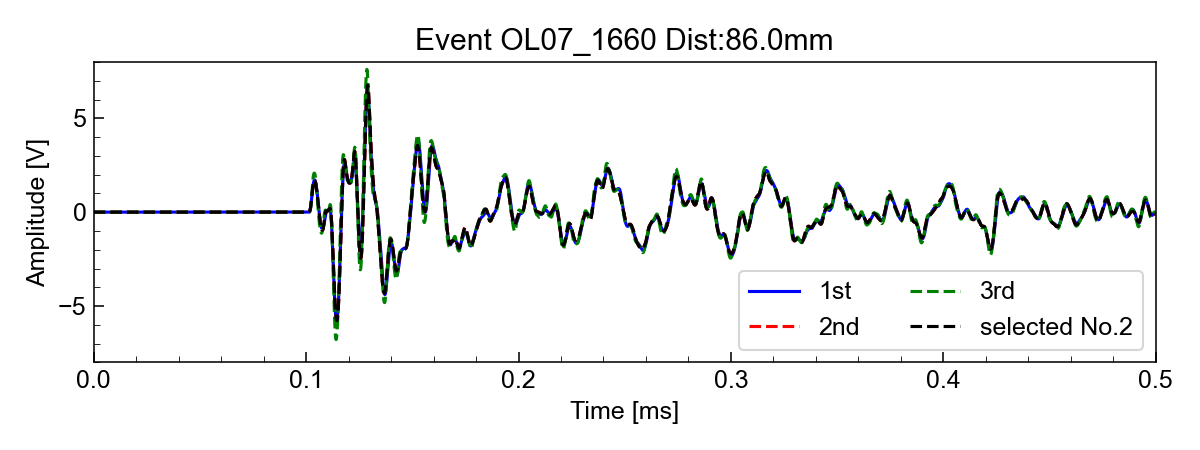 Event OL07_1660 Dist:86.0mm
Amplitude [V]
5
0
−5
1st
2nd
3rd
selected No.2
0.0 0.1 0.2 0.3 0.4 0.5
Time [ms]